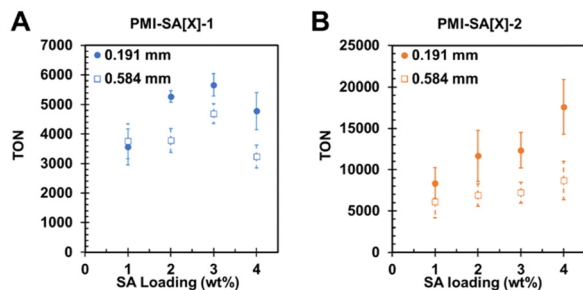 A
PMI-SA[X]-1
7000
6000
5000
4000
3000
2000
1000
0
TON
0.191 mm
0.584 mm
0 1 2 3 4
SA Loading (wt%)
B
PMI-SA[X]-2
25000
20000
15000
10000
5000
0
TON
0.191 mm
0.584 mm
0 1 2 3 4
SA loading (wt%)